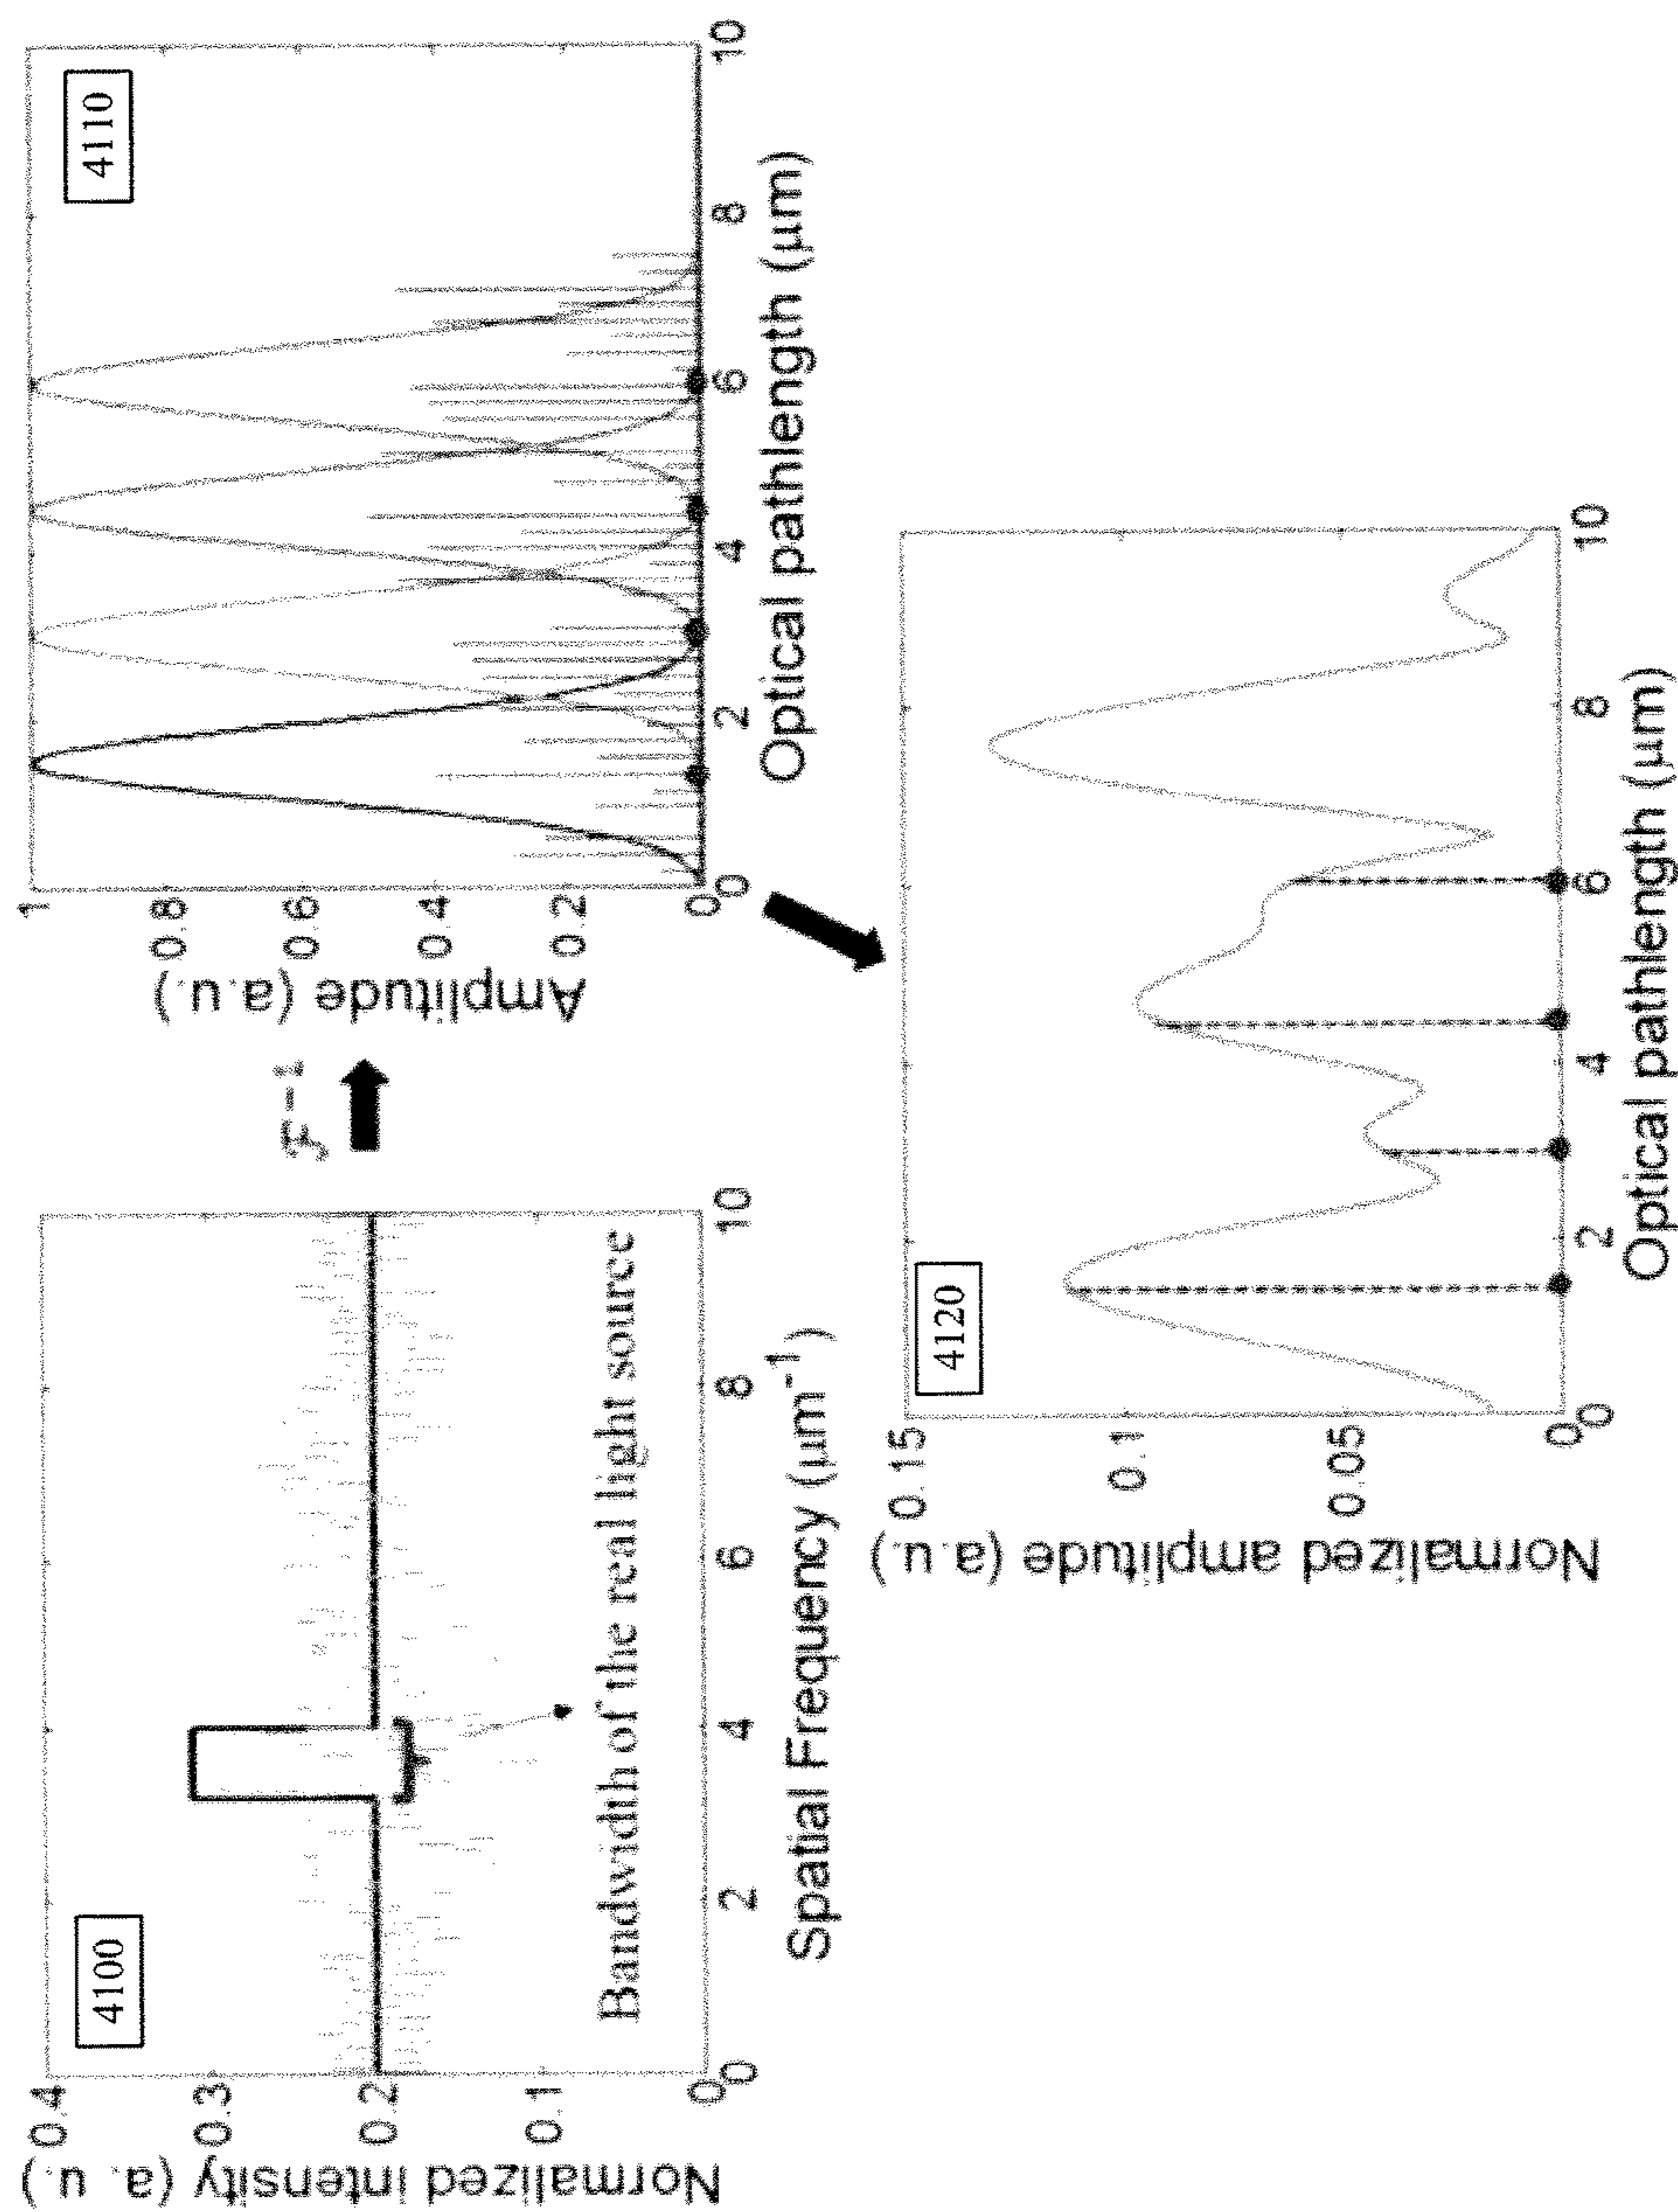 4100
Normalized intensity (a. u.)
0.4
0.3
0.2
0.1
0
0 2 4 6 8 10
Spatial Frequency (μm⁻¹)
Bandwidth of the real light source
ℱ⁻¹
4110
Amplitude (a.u.)
1
0.8
0.6
0.4
0.2
0
0 2 4 6 8 10
Optical pathlength (μm)
4120
Normalized amplitude (a.u.)
0.15
0.1
0.05
0
0 2 4 6 8 10
Optical pathlength (μm)